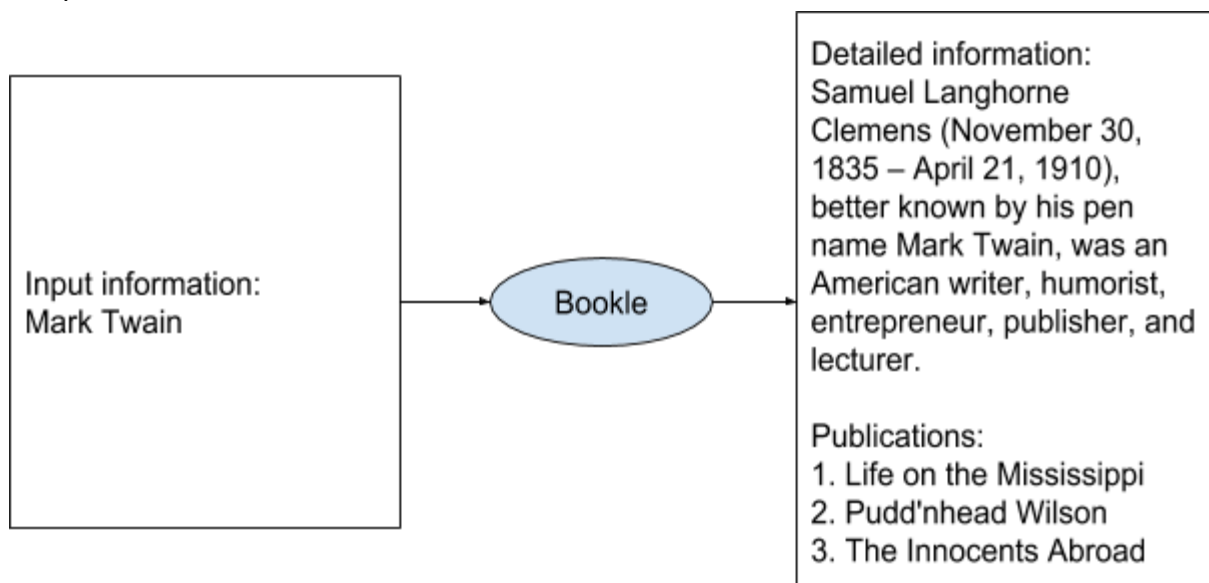 Input information:
Mark Twain
Bookle
Detailed information:
Samuel Langhorne
Clemens (November 30,
1835 – April 21, 1910),
better known by his pen
name Mark Twain, was an
American writer, humorist,
entrepreneur, publisher, and
lecturer.
Publications:
1. Life on the Mississippi
2. Pudd'nhead Wilson
3. The Innocents Abroad